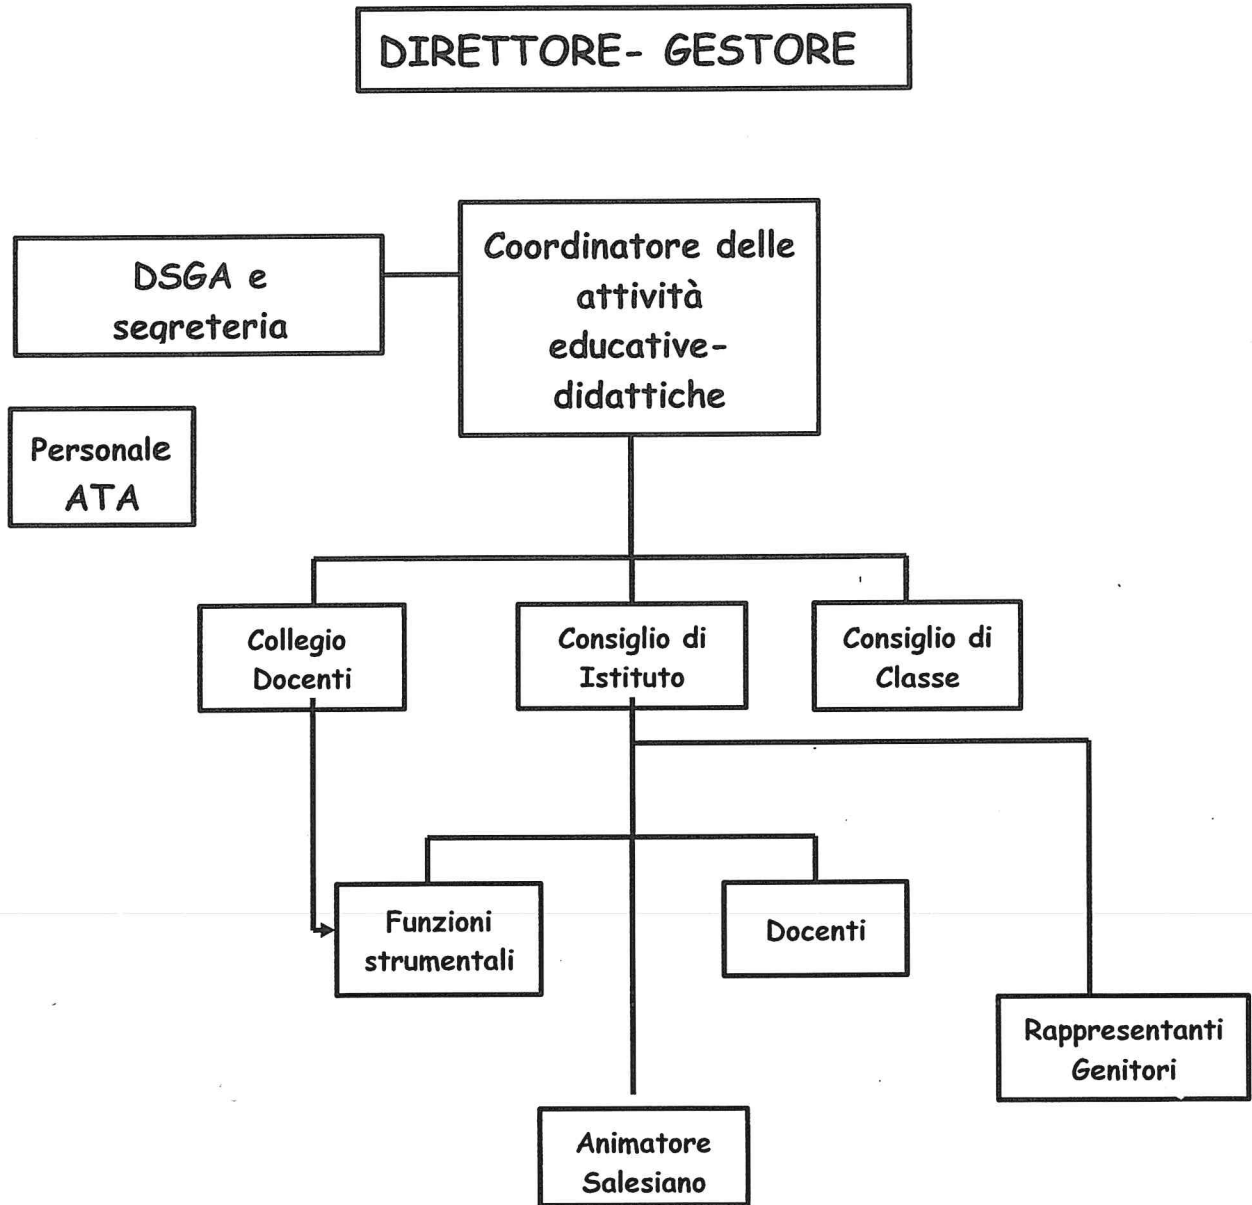 DIRETTORE- GESTORE
Coordinatore delle
attività
educative-
didattiche
DSGA e
segreteria
Personale
ATA
Collegio
Docenti
Consiglio di
Istituto
Consiglio di
Classe
Funzioni
strumentali
Docenti
Rappresentanti
Genitori
Animatore
Salesiano